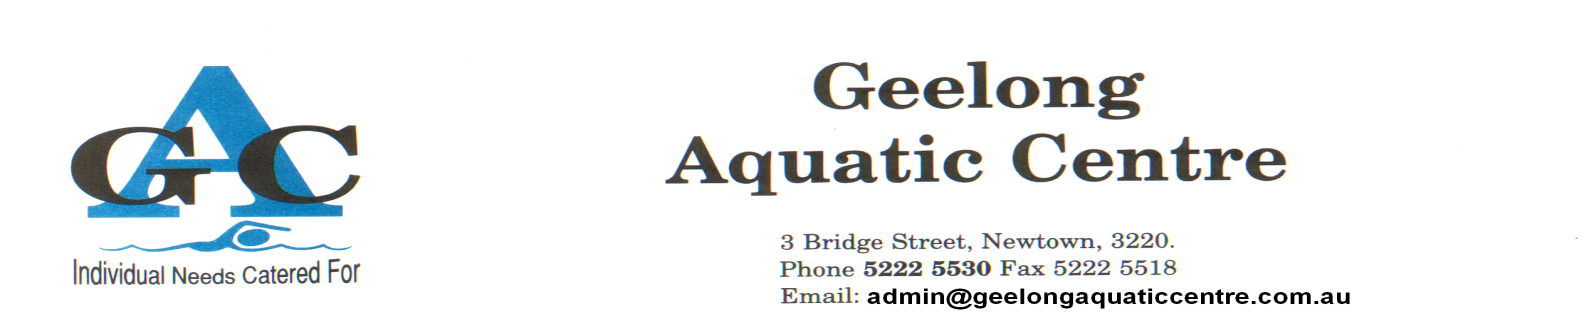 GAC
Individual Needs Catered For
Geelong
Aquatic Centre
3 Bridge Street, Newtown, 3220.
Phone 5222 5530 Fax 5222 5518
Email: admin@geelongaquaticcentre.com.au